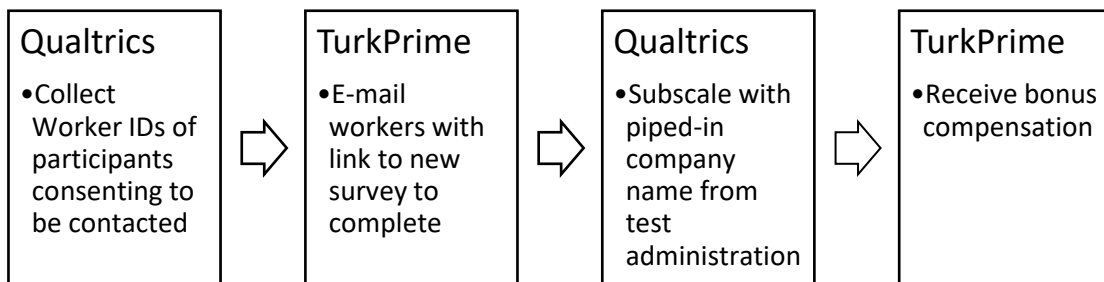 Qualtrics
•Collect
Worker IDs of
participants
consenting to
be contacted
TurkPrime
•E-mail
workers with
link to new
survey to
complete
Qualtrics
•Subscale with
piped-in
company
name from
test
administration
TurkPrime
•Receive bonus
compensation